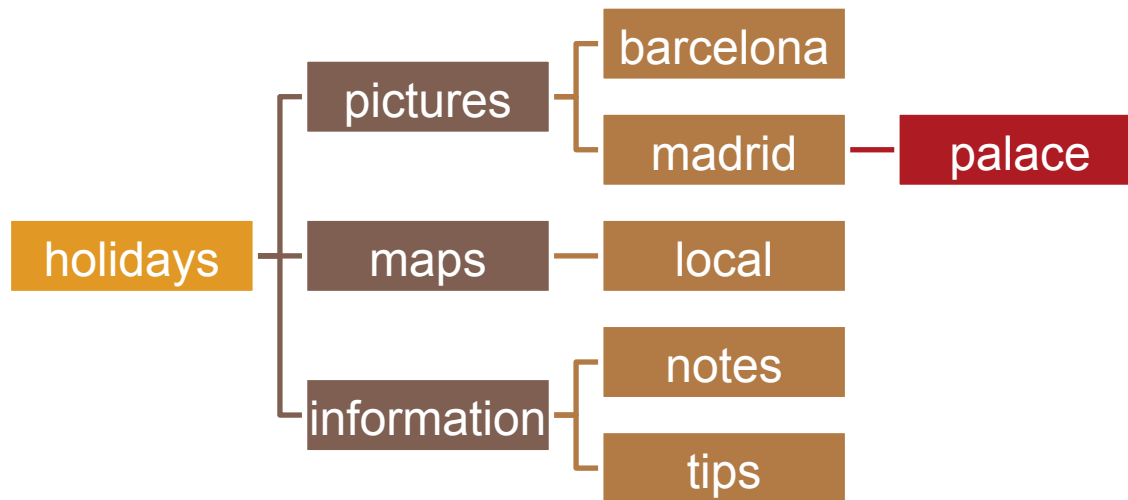 barcelona
pictures
madrid
palace
holidays
maps
local
notes
information
tips